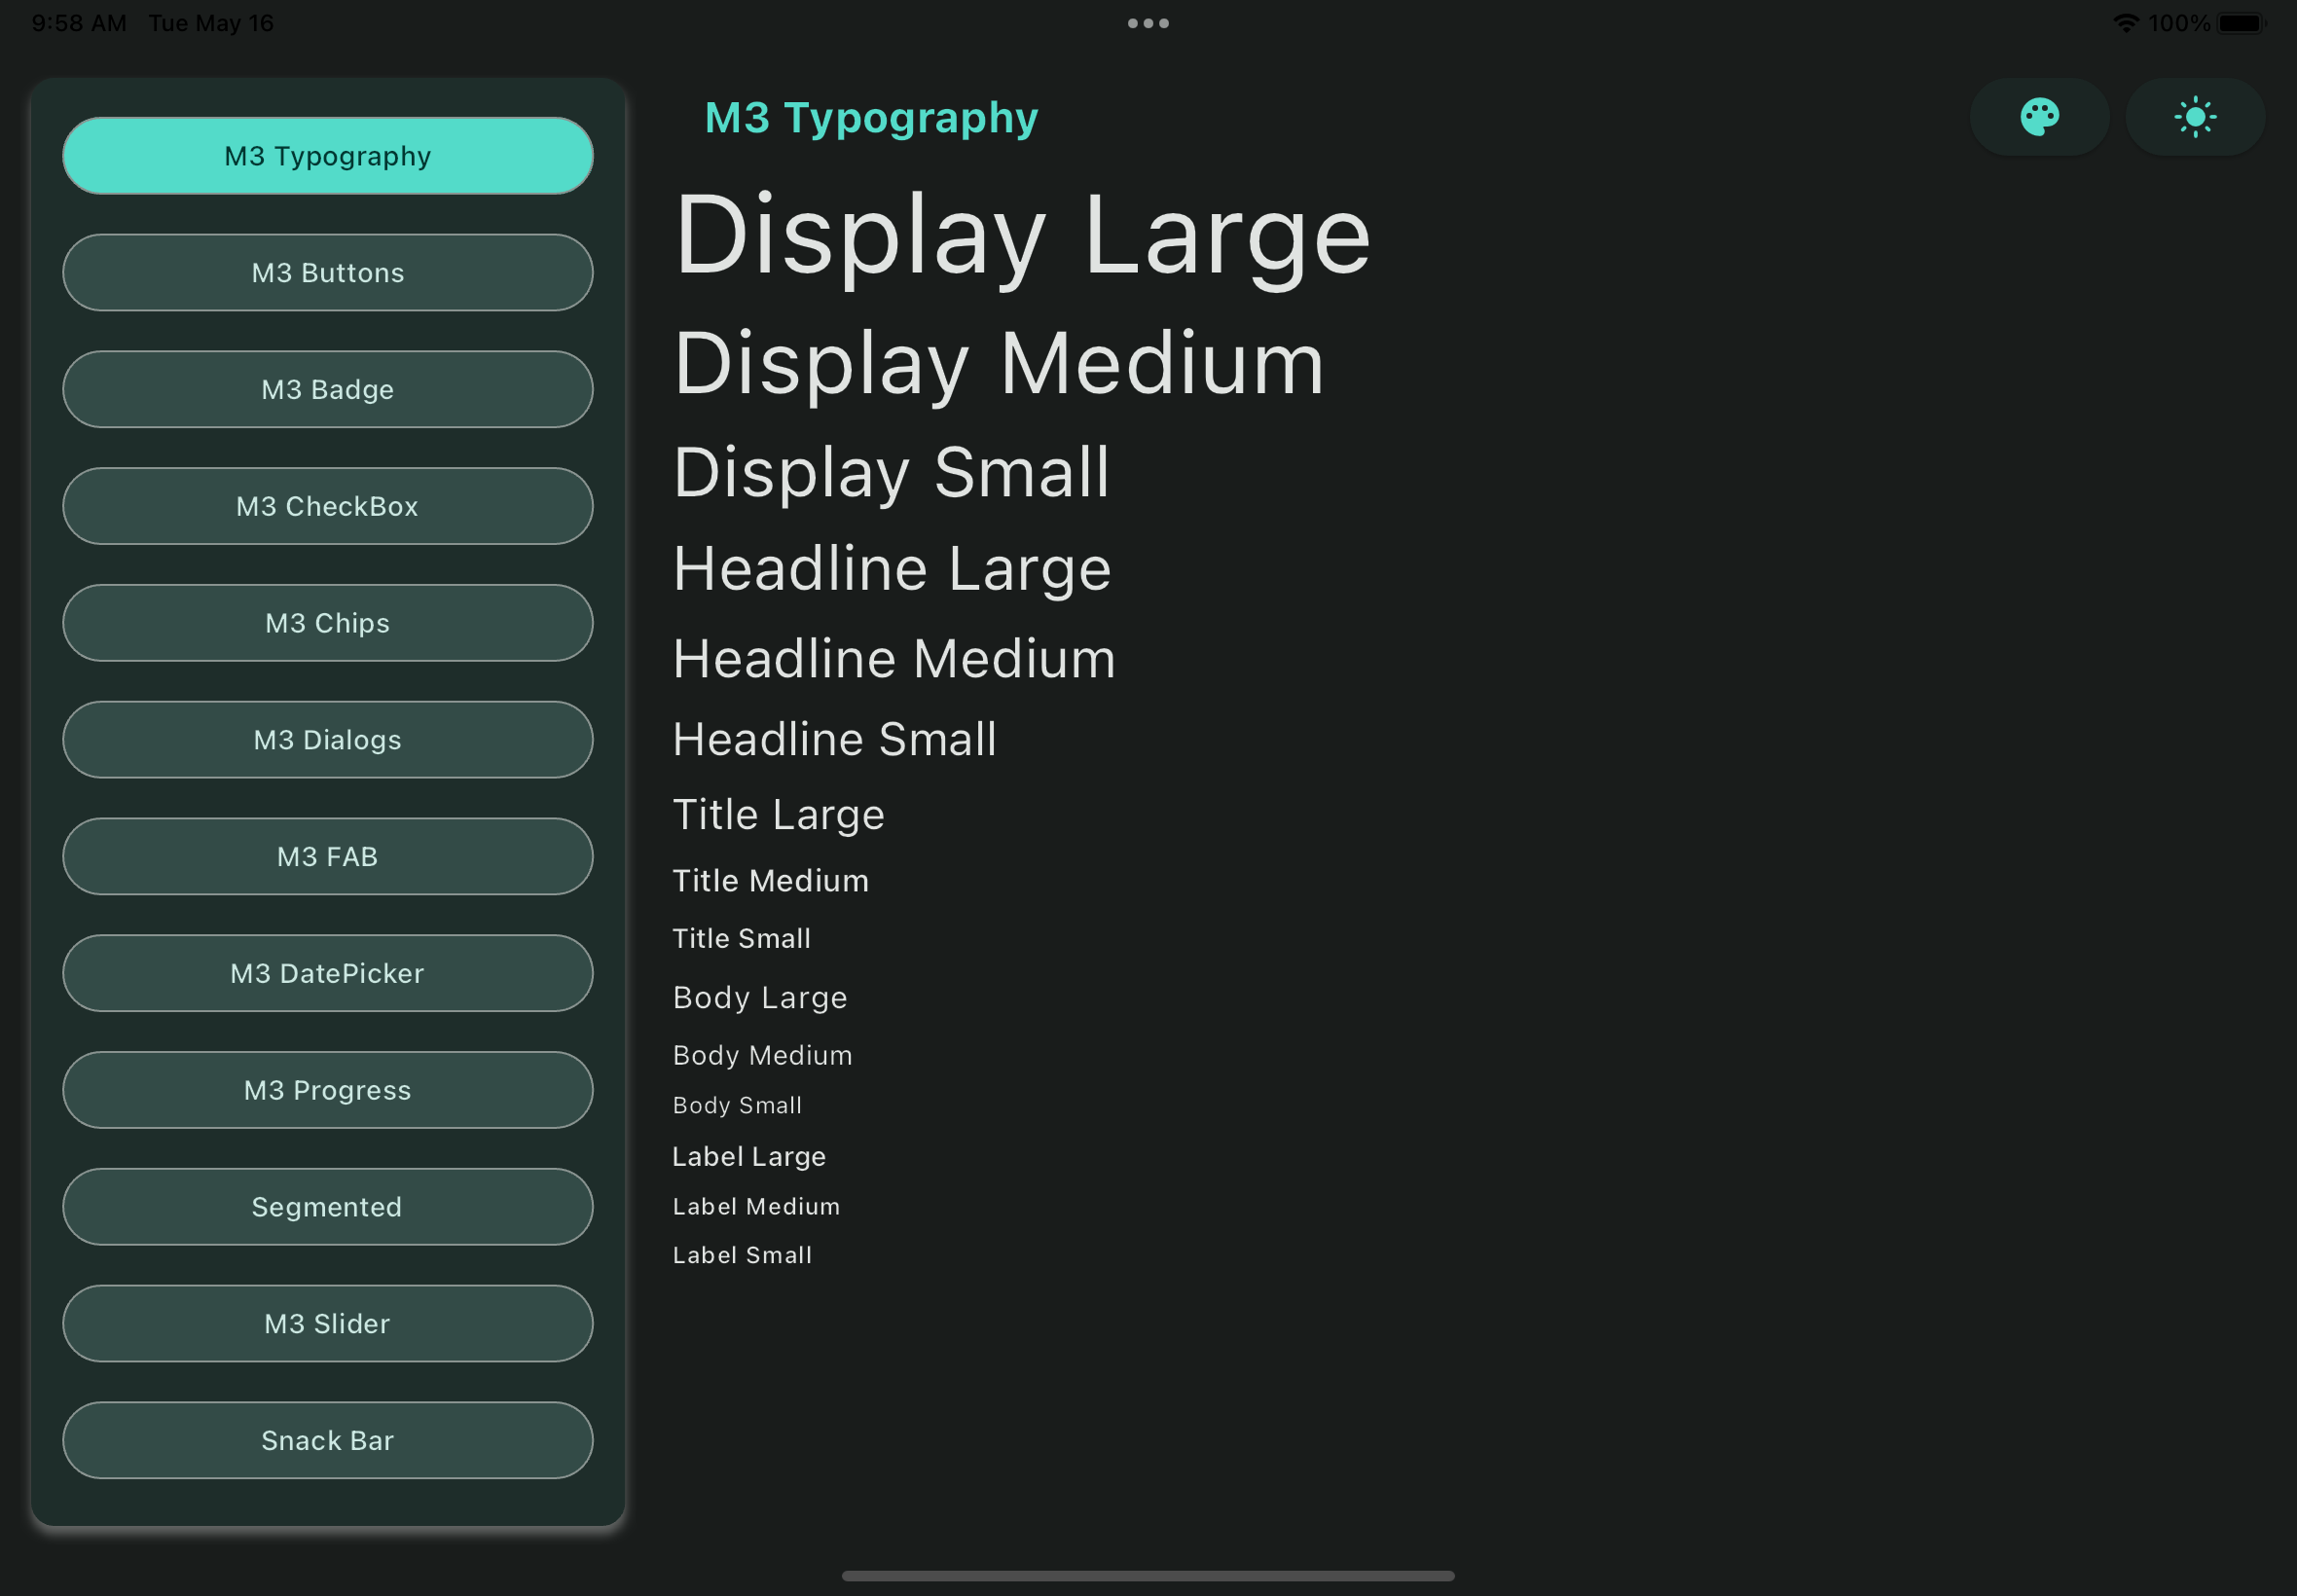 9:58 AM Tue May 16
100%
M3 Typography
M3 Buttons
M3 Badge
M3 CheckBox
M3 Chips
M3 Dialogs
M3 FAB
M3 DatePicker
M3 Progress
Segmented
M3 Slider
Snack Bar
M3 Typography
Display Large
Display Medium
Display Small
Headline Large
Headline Medium
Headline Small
Title Large
Title Medium
Title Small
Body Large
Body Medium
Body Small
Label Large
Label Medium
Label Small